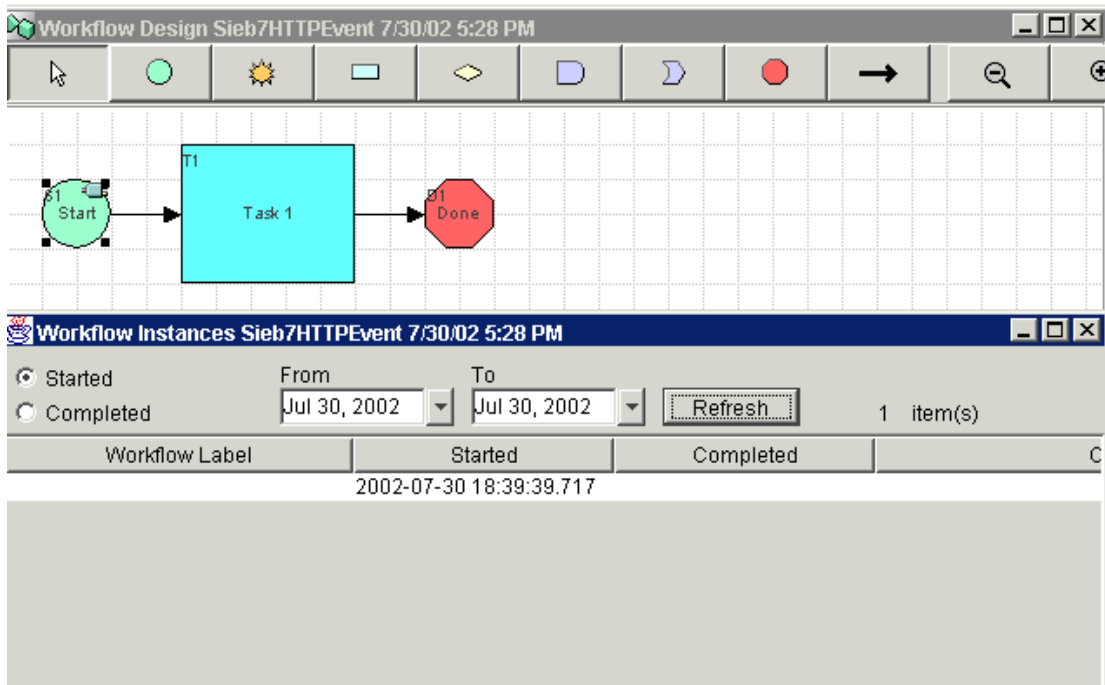 Workflow Design Sieb7HTTPEvent 7/30/02 5:28 PM
T1
S1
Start
Task 1
D1
Done
Workflow Instances Sieb7HTTPEvent 7/30/02 5:28 PM
Started
From
To
Completed
Jul 30, 2002
Jul 30, 2002
Refresh
1 item(s)
Workflow Label
Started
Completed
C
2002-07-30 18:39:39.717